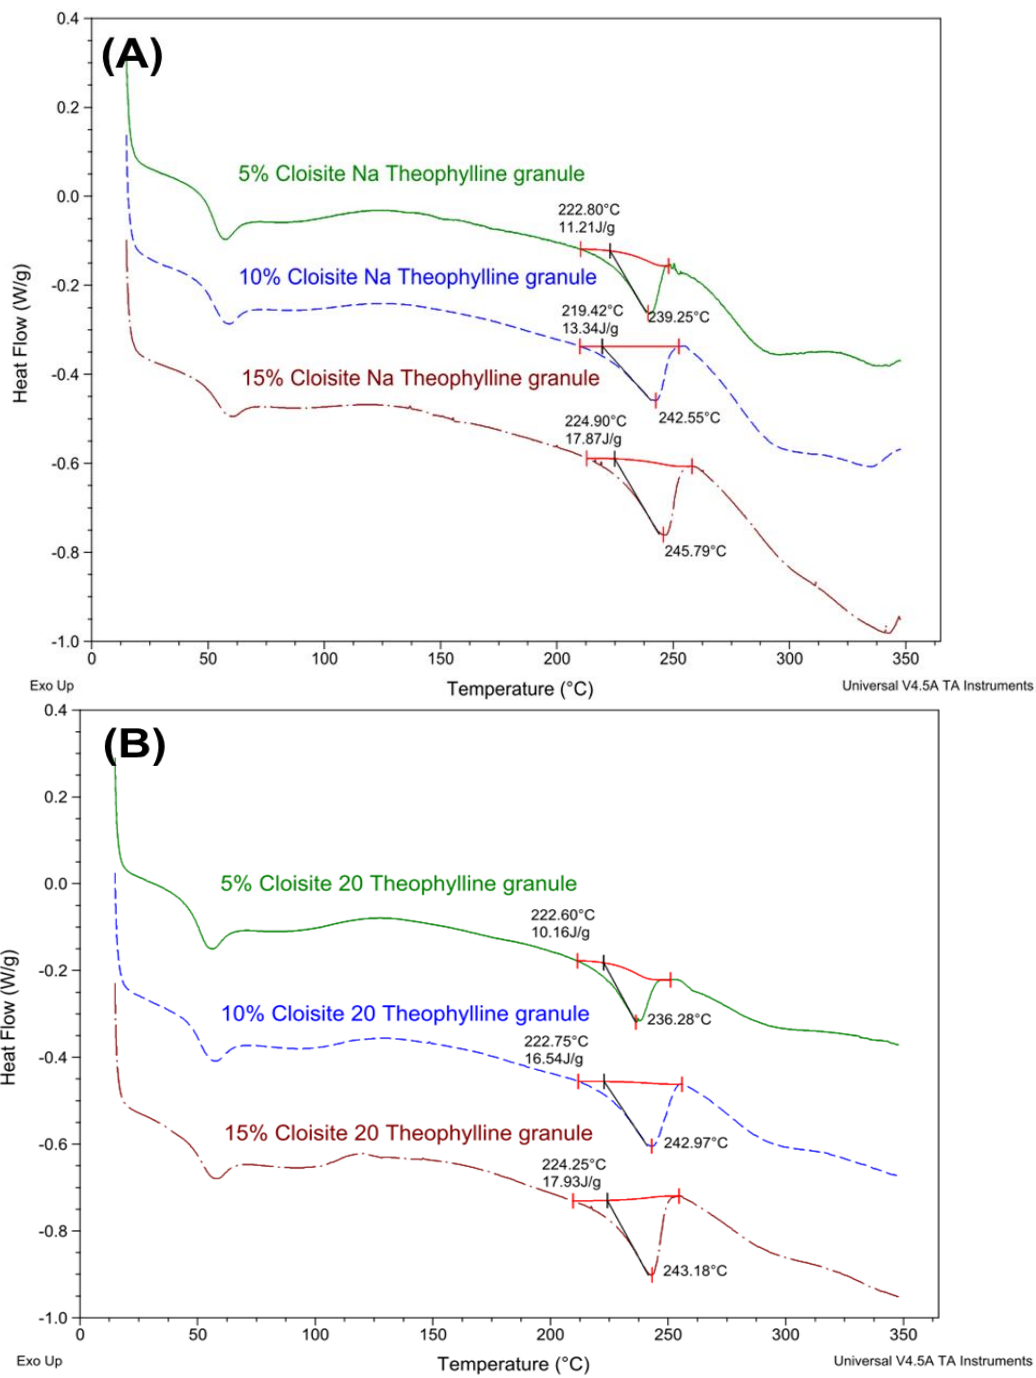 (A)
0.4
0.2
0.0
-0.2
-0.4
-0.6
-0.8
-1.0
Heat Flow (W/g)
5% Cloisite Na Theophylline granule
222.80°C
11.21J/g
239.25°C
10% Cloisite Na Theophylline granule
219.42°C
13.34J/g
242.55°C
15% Cloisite Na Theophylline granule
224.90°C
17.87J/g
245.79°C
0 50 100 150 200 250 300 350
Exo Up
Temperature (°C)
Universal V4.5A TA Instruments
(B)
0.4
0.2
0.0
-0.2
-0.4
-0.6
-0.8
-1.0
Heat Flow (W/g)
5% Cloisite 20 Theophylline granule
222.60°C
10.16J/g
236.28°C
10% Cloisite 20 Theophylline granule
222.75°C
16.54J/g
242.97°C
15% Cloisite 20 Theophylline granule
224.25°C
17.93J/g
243.18°C
0 50 100 150 200 250 300 350
Exo Up
Temperature (°C)
Universal V4.5A TA Instruments